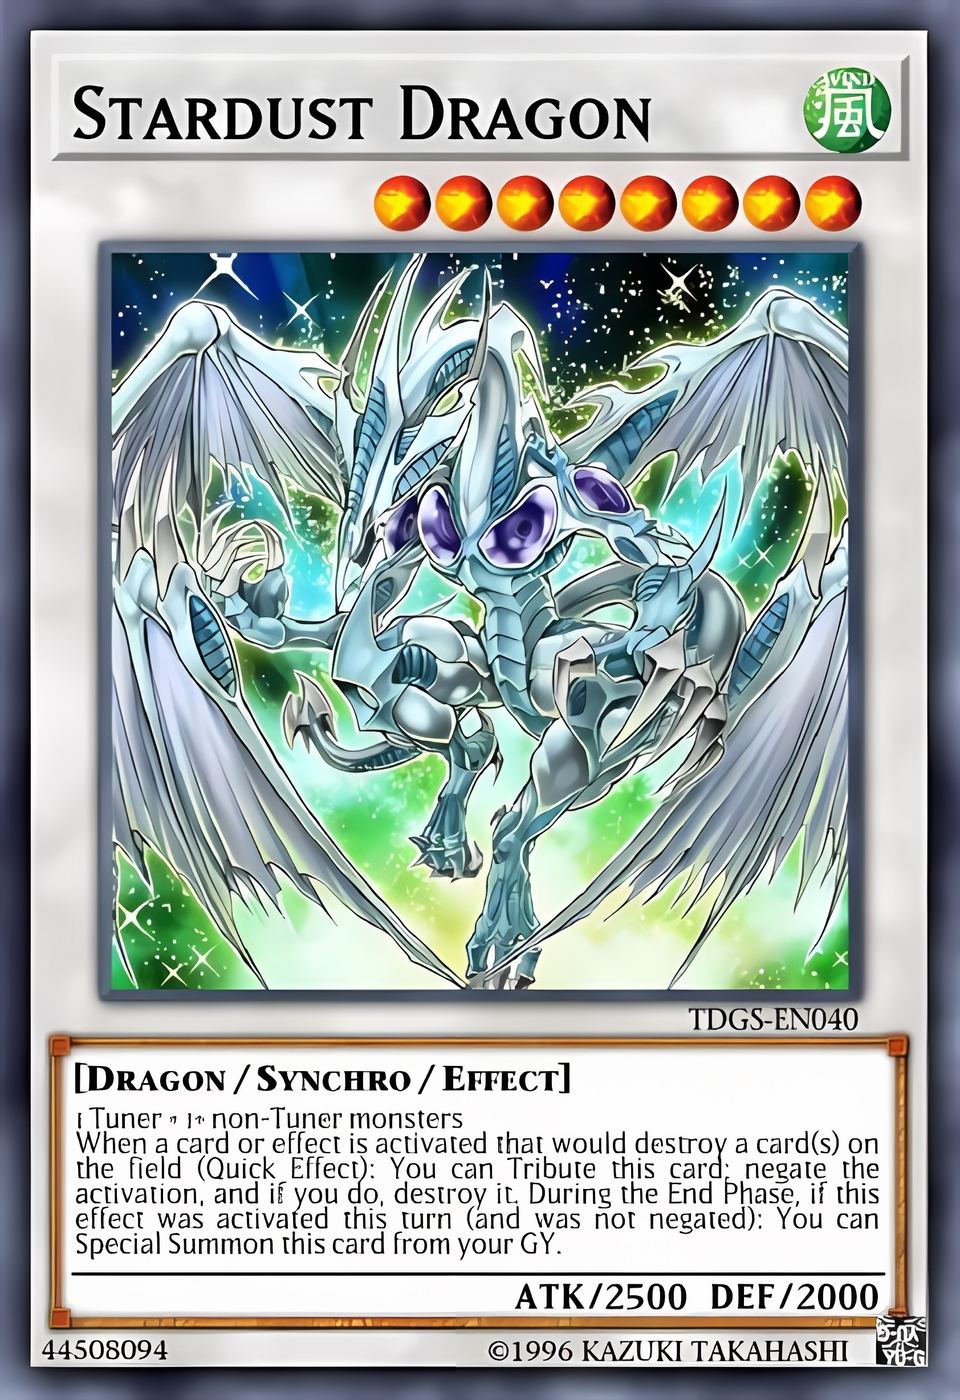 STARDUST DRAGON
WIND
風
TDGS-EN040
[DRAGON / SYNCHRO / EFFECT]
1 Tuner non-Tuner monsters
When a card or effect is activated that would destroy a card(s) on
the field (Quick Effect): You can Tribute this card; negate the
activation, and if you do, destroy it. During the End Phase, if this
effect was activated this turn (and was not negated): You can
Special Summon this card from your GY.
ATK/2500 DEF/2000
44508094
©1996 KAZUKI TAKAHASHI